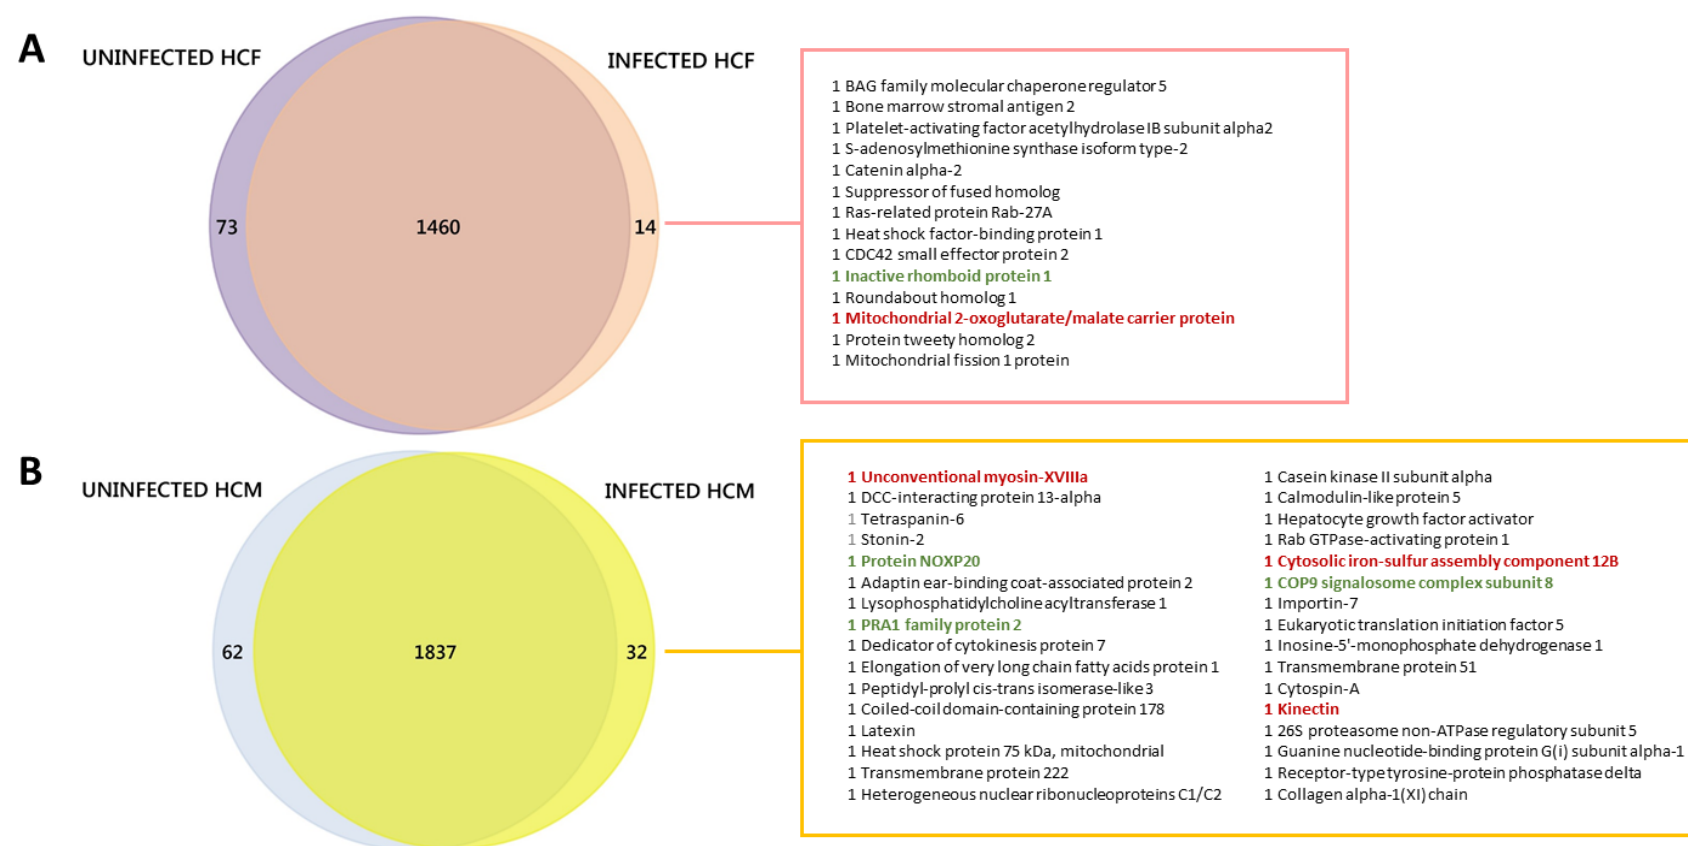 A
UNINFECTED HCF
INFECTED HCF
73
1460
14
1 BAG family molecular chaperone regulator 5
1 Bone marrow stromal antigen 2
1 Platelet-activating factor acetylhydrolase IB subunit alpha2
1 S-adenosylmethionine synthase isoform type-2
1 Catenin alpha-2
1 Suppressor of fused homolog
1 Ras-related protein Rab-27A
1 Heat shock factor-binding protein 1
1 CDC42 small effector protein 2
1 Inactive rhomboid protein 1
1 Roundabout homolog 1
1 Mitochondrial 2-oxoglutarate/malate carrier protein
1 Protein tweety homolog 2
1 Mitochondrial fission 1 protein
B
UNINFECTED HCM
INFECTED HCM
62
1837
32
1 Unconventional myosin-XVIIIa
1 DCC-interacting protein 13-alpha
1 Tetraspanin-6
1 Stonin-2
1 Protein NOXP20
1 Adaptin ear-binding coat-associated protein 2
1 Lysophosphatidylcholine acyltransferase 1
1 PRA1 family protein 2
1 Dedicator of cytokinesis protein 7
1 Elongation of very long chain fatty acids protein 1
1 Peptidyl-prolyl cis-trans isomerase-like 3
1 Coiled-coil domain-containing protein 178
1 Latexin
1 Heat shock protein 75 kDa, mitochondrial
1 Transmembrane protein 222
1 Heterogeneous nuclear ribonucleoproteins C1/C2
1 Casein kinase II subunit alpha
1 Calmodulin-like protein 5
1 Hepatocyte growth factor activator
1 Rab GTPase-activating protein 1
1 Cytosolic iron-sulfur assembly component 12B
1 COP9 signalosome complex subunit 8
1 Importin-7
1 Eukaryotic translation initiation factor 5
1 Inosine-5'-monophosphate dehydrogenase 1
1 Transmembrane protein 51
1 Cytospin-A
1 Kinectin
1 26S proteasome non-ATPase regulatory subunit 5
1 Guanine nucleotide-binding protein G(i) subunit alpha-1
1 Receptor-type tyrosine-protein phosphatase delta
1 Collagen alpha-1(XI) chain